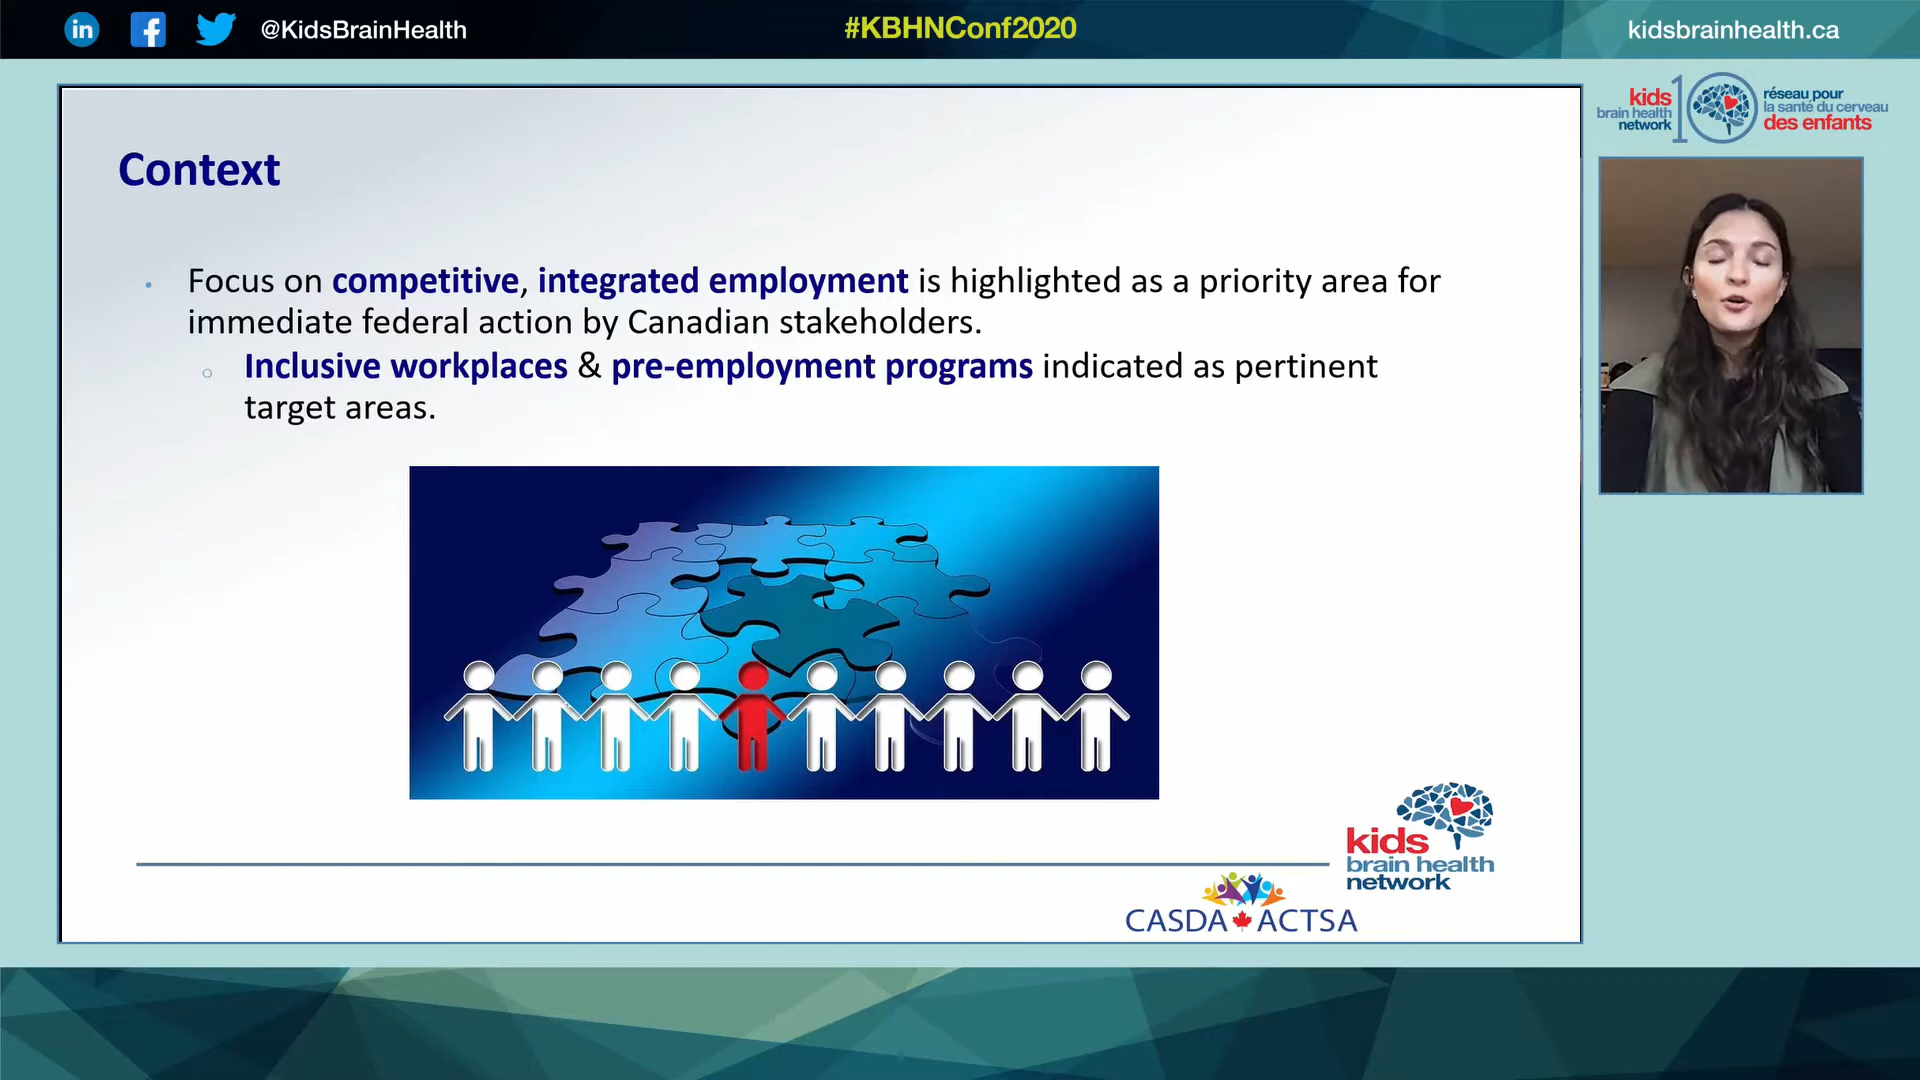 @KidsBrainHealth
#KBHNConf2020
kidsbrainhealth.ca
kids
brain health
network
10
réseau pour
la santé du cerveau
des enfants
Context
Focus on competitive, integrated employment is highlighted as a priority area for
immediate federal action by Canadian stakeholders.
Inclusive workplaces & pre-employment programs indicated as pertinent
target areas.
kids
brain health
network
CASDA ACTSA